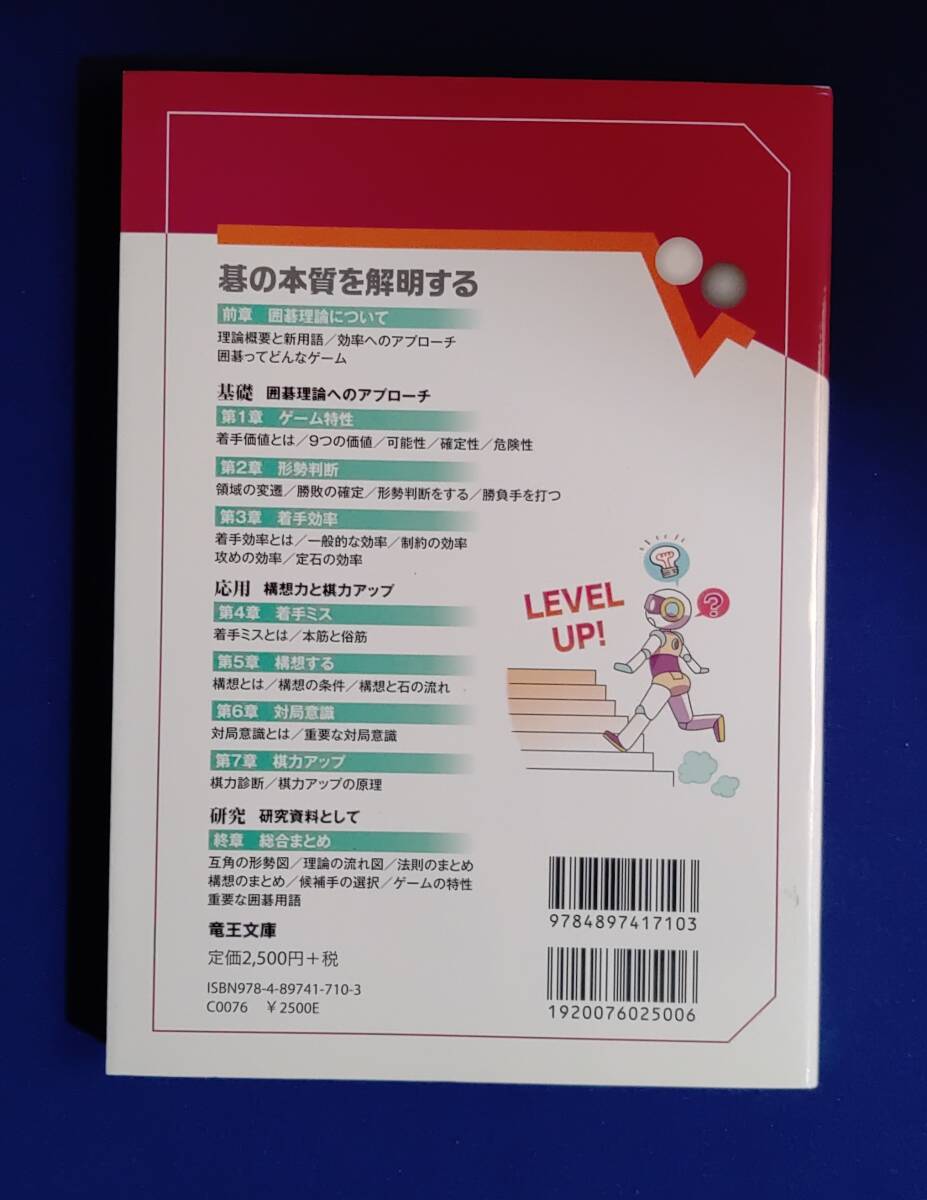 碁の本質を解明する
前章 囲碁理論について
理論概要と新用語／効率へのアプローチ
囲碁ってどんなゲーム
基礎 囲碁理論へのアプローチ
第1章 ゲーム特性
着手価値とは／9つの価値／可能性／確定性／危険性
第2章 形勢判断
領域の変遷／勝敗の確定／形勢判断をする／勝負手を打つ
第3章 着手効率
着手効率とは／一般的な効率／制約の効率
攻めの効率／定石の効率
応用 構想力と棋力アップ
第4章 着手ミス
着手ミスとは／本筋と俗筋
第5章 構想する
構想とは／構想の条件／構想と石の流れ
第6章 対局意識
対局意識とは／重要な対局意識
第7章 棋力アップ
棋力診断／棋力アップの原理
研究 研究資料として
終章 総合まとめ
互角の形勢図／理論の流れ図／法則のまとめ
構想のまとめ／候補手の選択／ゲームの特性
重要な囲碁用語
竜王文庫
定価2,500円＋税
ISBN978-4-89741-710-3
C0076 ￥2500E
LEVEL
UP!
?
9784897417103
1920076025006